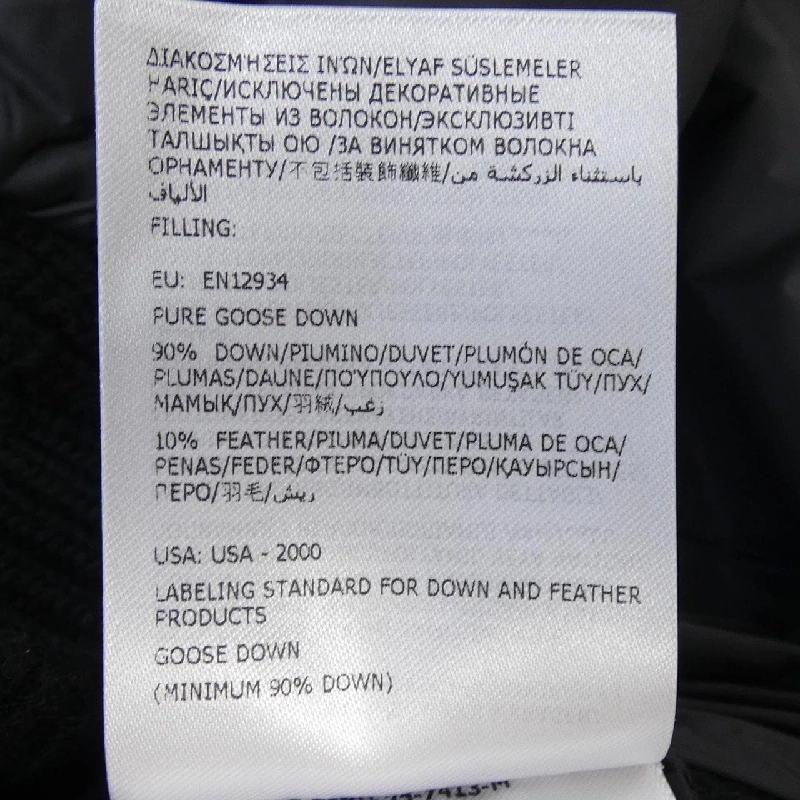 ΔΙΑΚΟΣΜΉΣΕΙΣ ΙΝΏΝ/ELYAF SÜSLEMELER
HARİÇ/ИСКЛЮЧЕНЫ ДЕКОРАТИВНЫЕ
ЭЛЕМЕНТЫ ИЗ ВОЛОКОН/ЭКСКЛЮЗИВТІ
ТАЛШЫҚТЫ ОЮ /ЗА ВИНЯТКОМ ВОЛОКНА
ОРНАМЕНТУ/不包括裝飾纖維/باستثناء الزركشة من
الألياف
FILLING:
EU: EN12934
PURE GOOSE DOWN
90% DOWN/PIUMINO/DUVET/PLUMÓN DE OCA/
PLUMAS/DAUNE/ΠΟΎΠΟΥΛΟ/YUMUŞAK TÜY/ПУХ/
МАМЫҚ/ПУХ/羽絨/زغب
10% FEATHER/PIUMA/DUVET/PLUMA DE OCA/
PENAS/FEDER/ΦΤΕΡΟ/TÜY/ПЕРО/ҚАУЫРСЫН/
ПЕРО/羽毛/ريش
USA: USA - 2000
LABELING STANDARD FOR DOWN AND FEATHER
PRODUCTS
GOOSE DOWN
(MINIMUM 90% DOWN)